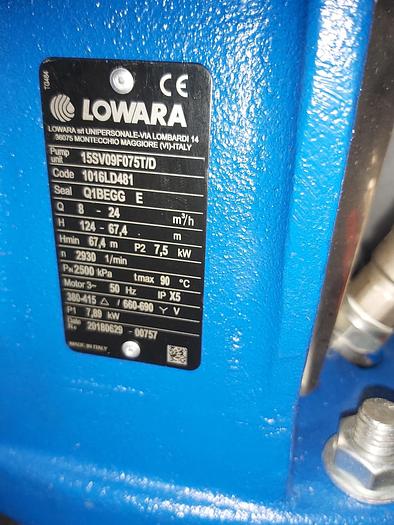 TG464
CE
LOWARA
LOWARA srl UNIPERSONALE-VIA LOMBARDI 14
36075 MONTECCHIO MAGGIORE (VI)-ITALY
Pump unit 15SV09F075T/D
Code 1016LD481
Seal Q1BEGG E
Q 8 - 24 m³/h
H 124 - 67,4 m
Hmin 67,4 m P2 7,5 kW
n 2930 1/min
PN 2500 kPa tmax 90 °C
Motor 3~ 50 Hz IP X5
380-415 △ / 660-690 Y V
P1 7,89 kW
Date 20180629 - 00757
N.
MADE IN ITALY